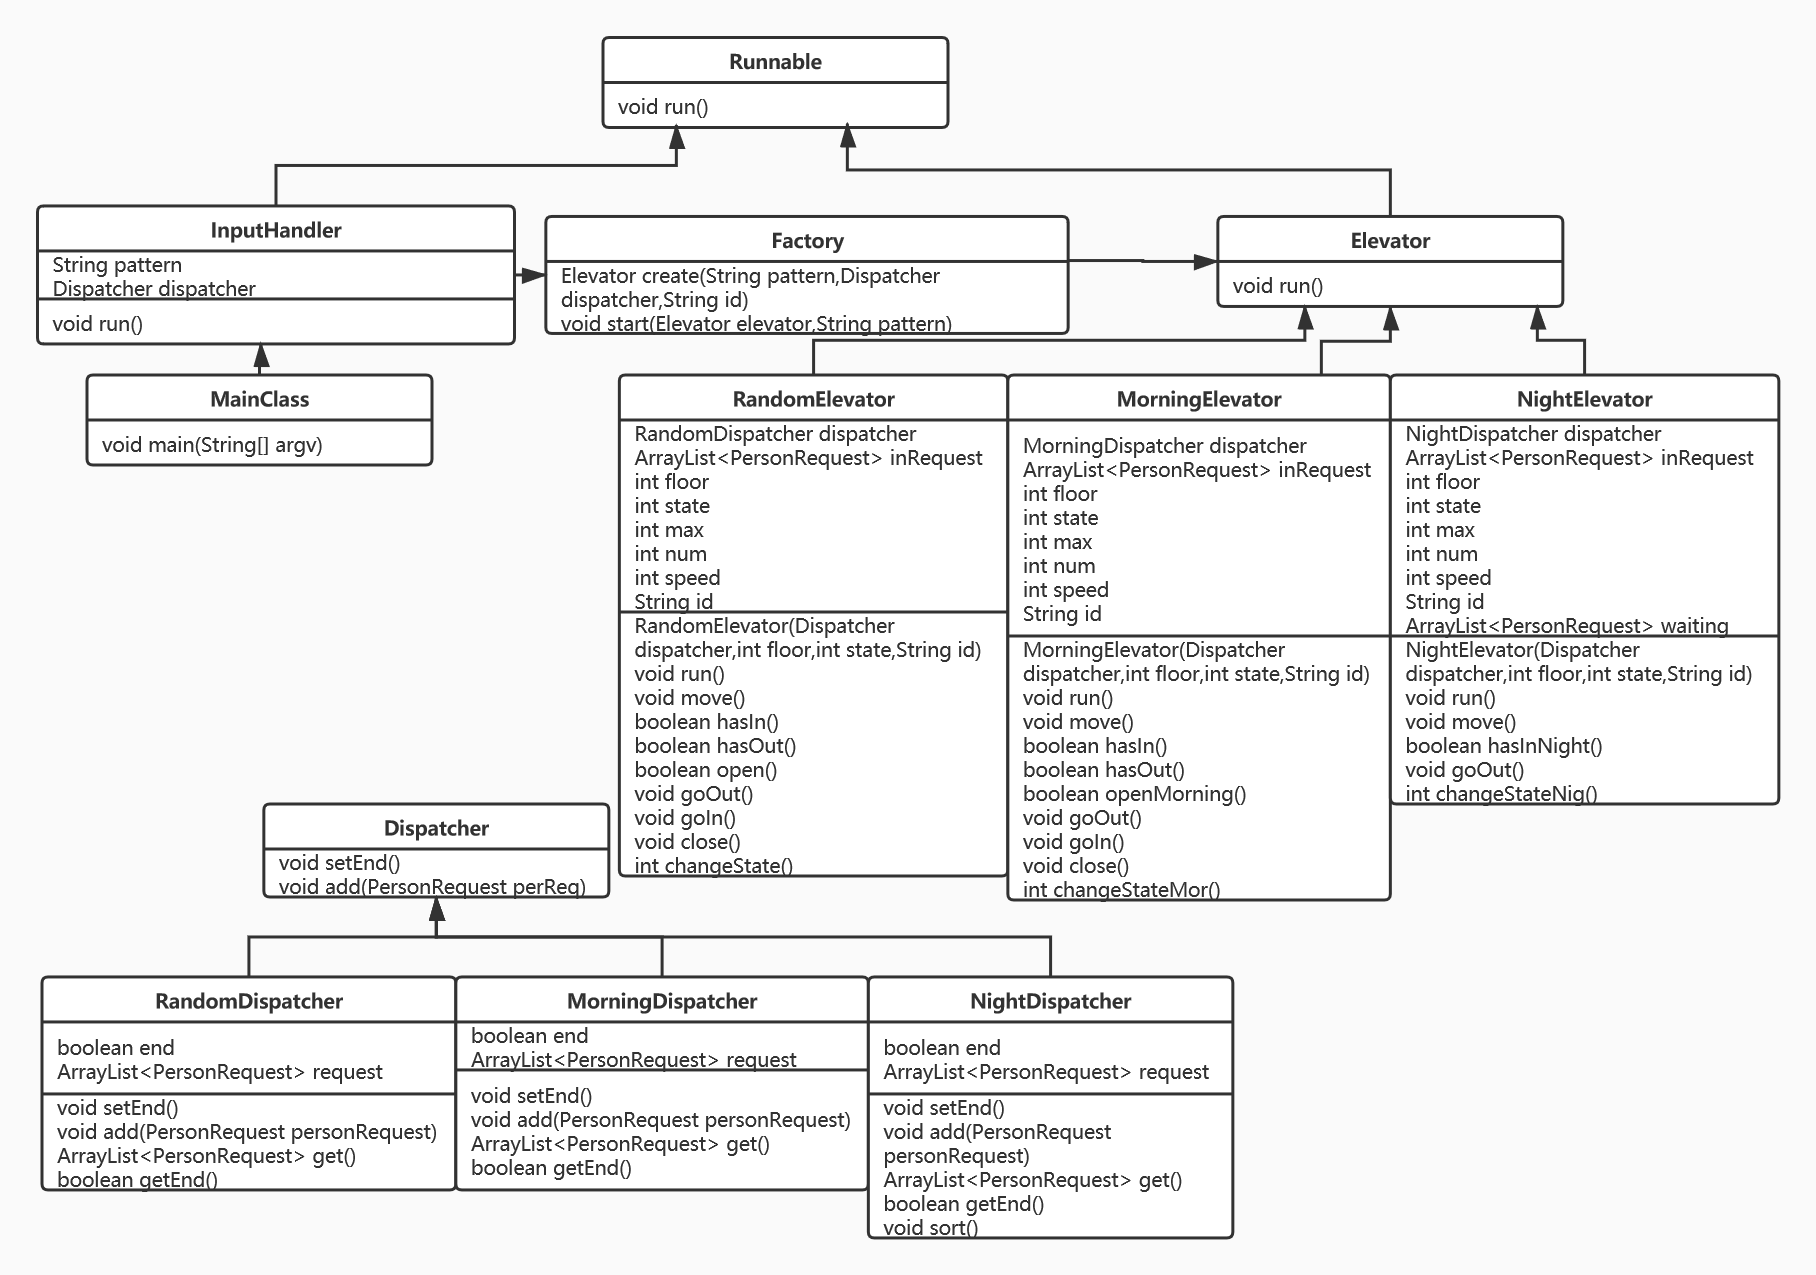 Runnable
void run()
InputHandler
String pattern
Dispatcher dispatcher
void run()
Factory
Elevator create(String pattern,Dispatcher
dispatcher,String id)
void start(Elevator elevator,String pattern)
Elevator
void run()
MainClass
void main(String[] argv)
RandomElevator
RandomDispatcher dispatcher
ArrayList<PersonRequest> inRequest
int floor
int state
int max
int num
int speed
String id
RandomElevator(Dispatcher
dispatcher,int floor,int state,String id)
void run()
void move()
boolean hasIn()
boolean hasOut()
boolean open()
void goOut()
void goIn()
void close()
int changeState()
MorningElevator
MorningDispatcher dispatcher
ArrayList<PersonRequest> inRequest
int floor
int state
int max
int num
int speed
String id
MorningElevator(Dispatcher
dispatcher,int floor,int state,String id)
void run()
void move()
boolean hasIn()
boolean hasOut()
boolean openMorning()
void goOut()
void goIn()
void close()
int changeStateMor()
NightElevator
NightDispatcher dispatcher
ArrayList<PersonRequest> inRequest
int floor
int state
int max
int num
int speed
String id
ArrayList<PersonRequest> waiting
NightElevator(Dispatcher
dispatcher,int floor,int state,String id)
void run()
void move()
boolean hasInNight()
void goOut()
int changeStateNig()
Dispatcher
void setEnd()
void add(PersonRequest perReq)
RandomDispatcher
boolean end
ArrayList<PersonRequest> request
void setEnd()
void add(PersonRequest personRequest)
ArrayList<PersonRequest> get()
boolean getEnd()
MorningDispatcher
boolean end
ArrayList<PersonRequest> request
void setEnd()
void add(PersonRequest personRequest)
ArrayList<PersonRequest> get()
boolean getEnd()
NightDispatcher
boolean end
ArrayList<PersonRequest> request
void setEnd()
void add(PersonRequest
personRequest)
ArrayList<PersonRequest> get()
boolean getEnd()
void sort()